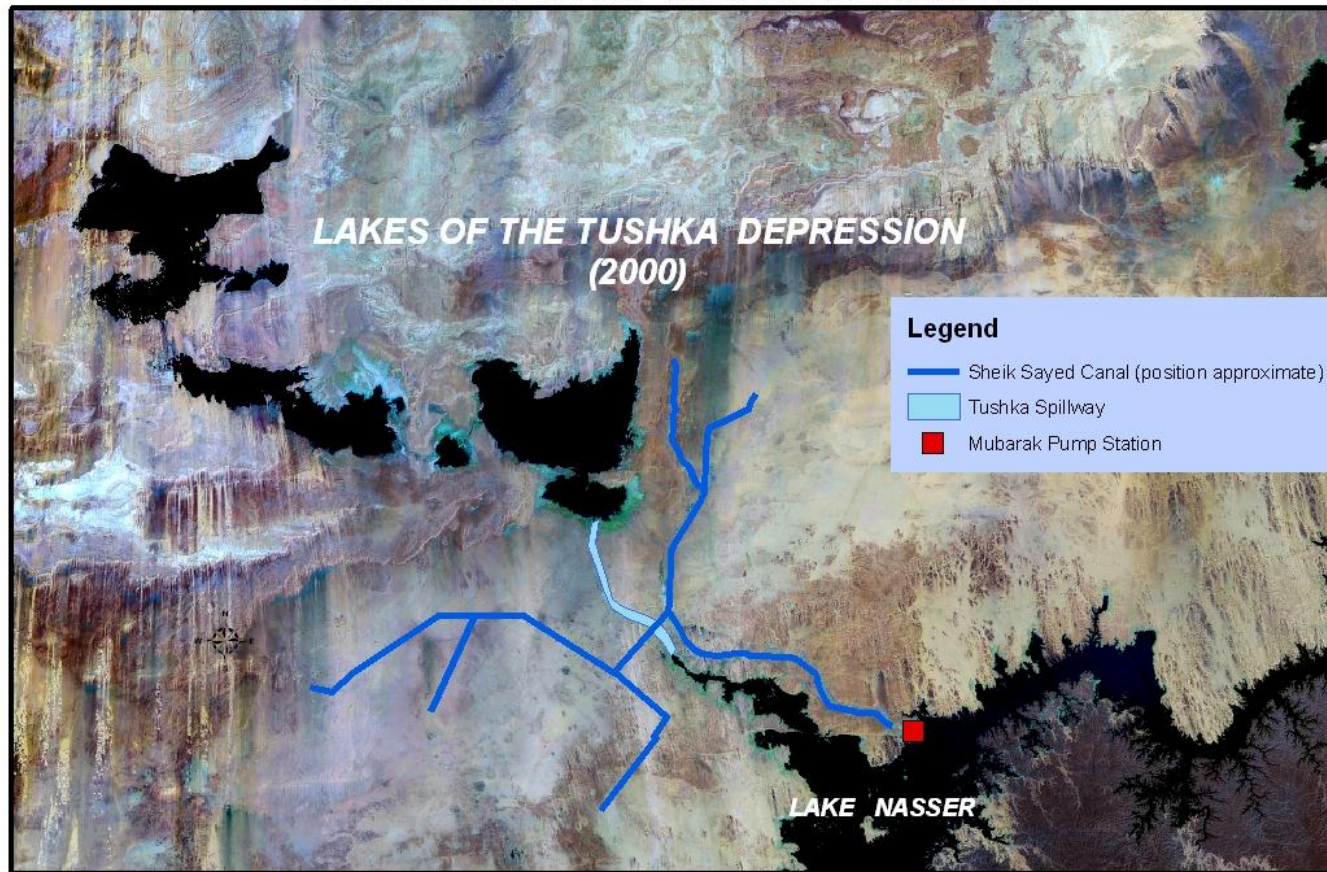 LAKES OF THE TUSHKA DEPRESSION
(2000)
Legend
Sheik Sayed Canal (position approximate)
Tushka Spillway
Mubarak Pump Station
N
W E
S
LAKE NASSER